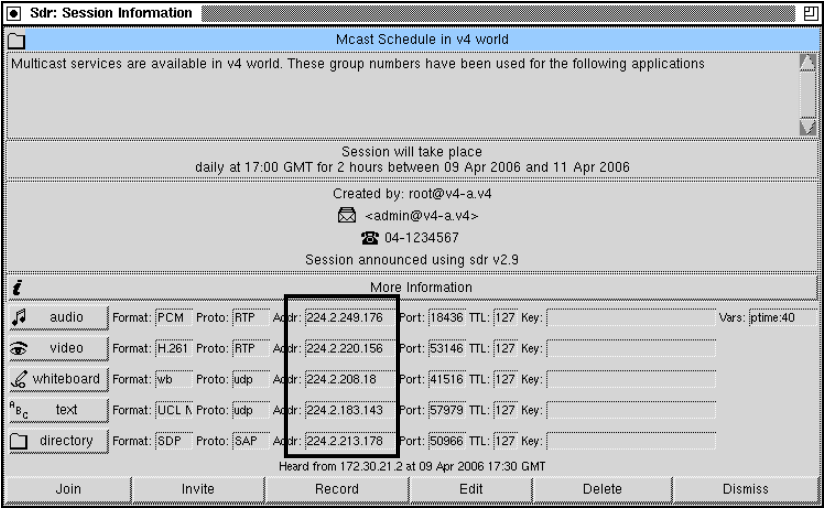 Sdr: Session Information
Mcast Schedule in v4 world
Multicast services are available in v4 world. These group numbers have been used for the following applications
Session will take place
daily at 17:00 GMT for 2 hours between 09 Apr 2006 and 11 Apr 2006
Created by: root@v4-a.v4
<admin@v4-a.v4>
04-1234567
Session announced using sdr v2.9
i More Information
audio Format: PCM Proto: RTP Addr: 224.2.249.176 Port: 18436 TTL: 127 Key: Vars: ptime:40
video Format: H.261 Proto: RTP Addr: 224.2.220.156 Port: 53146 TTL: 127 Key:
whiteboard Format: wb Proto: udp Addr: 224.2.208.18 Port: 41516 TTL: 127 Key:
ABC text Format: UCL N Proto: udp Addr: 224.2.183.143 Port: 57979 TTL: 127 Key:
directory Format: SDP Proto: SAP Addr: 224.2.213.178 Port: 50966 TTL: 127 Key:
Heard from 172.30.21.2 at 09 Apr 2006 17:30 GMT
Join Invite Record Edit Delete Dismiss